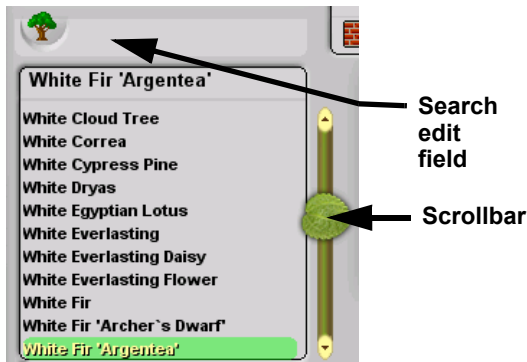 White Fir 'Argentea'
White Cloud Tree
White Correa
White Cypress Pine
White Dryas
White Egyptian Lotus
White Everlasting
White Everlasting Daisy
White Everlasting Flower
White Fir
White Fir 'Archer`s Dwarf'
White Fir 'Argentea'
Search
edit
field
Scrollbar